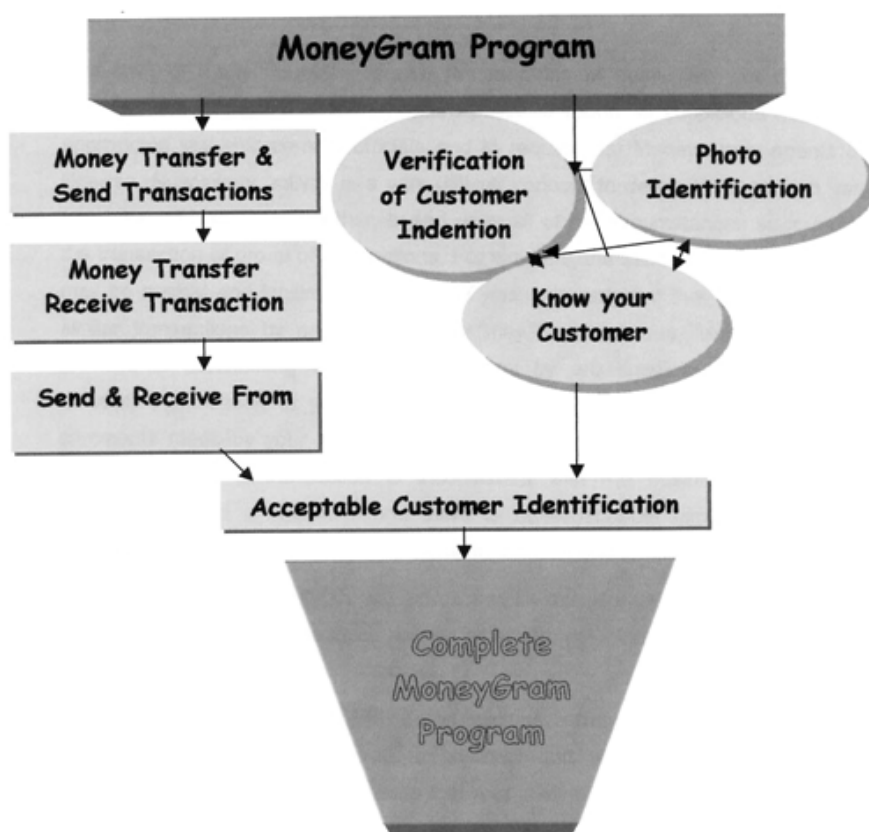 MoneyGram Program
Money Transfer &
Send Transactions
Verification
of Customer
Indention
Photo
Identification
Money Transfer
Receive Transaction
Know your
Customer
Send & Receive From
Acceptable Customer Identification
Complete
MoneyGram
Program